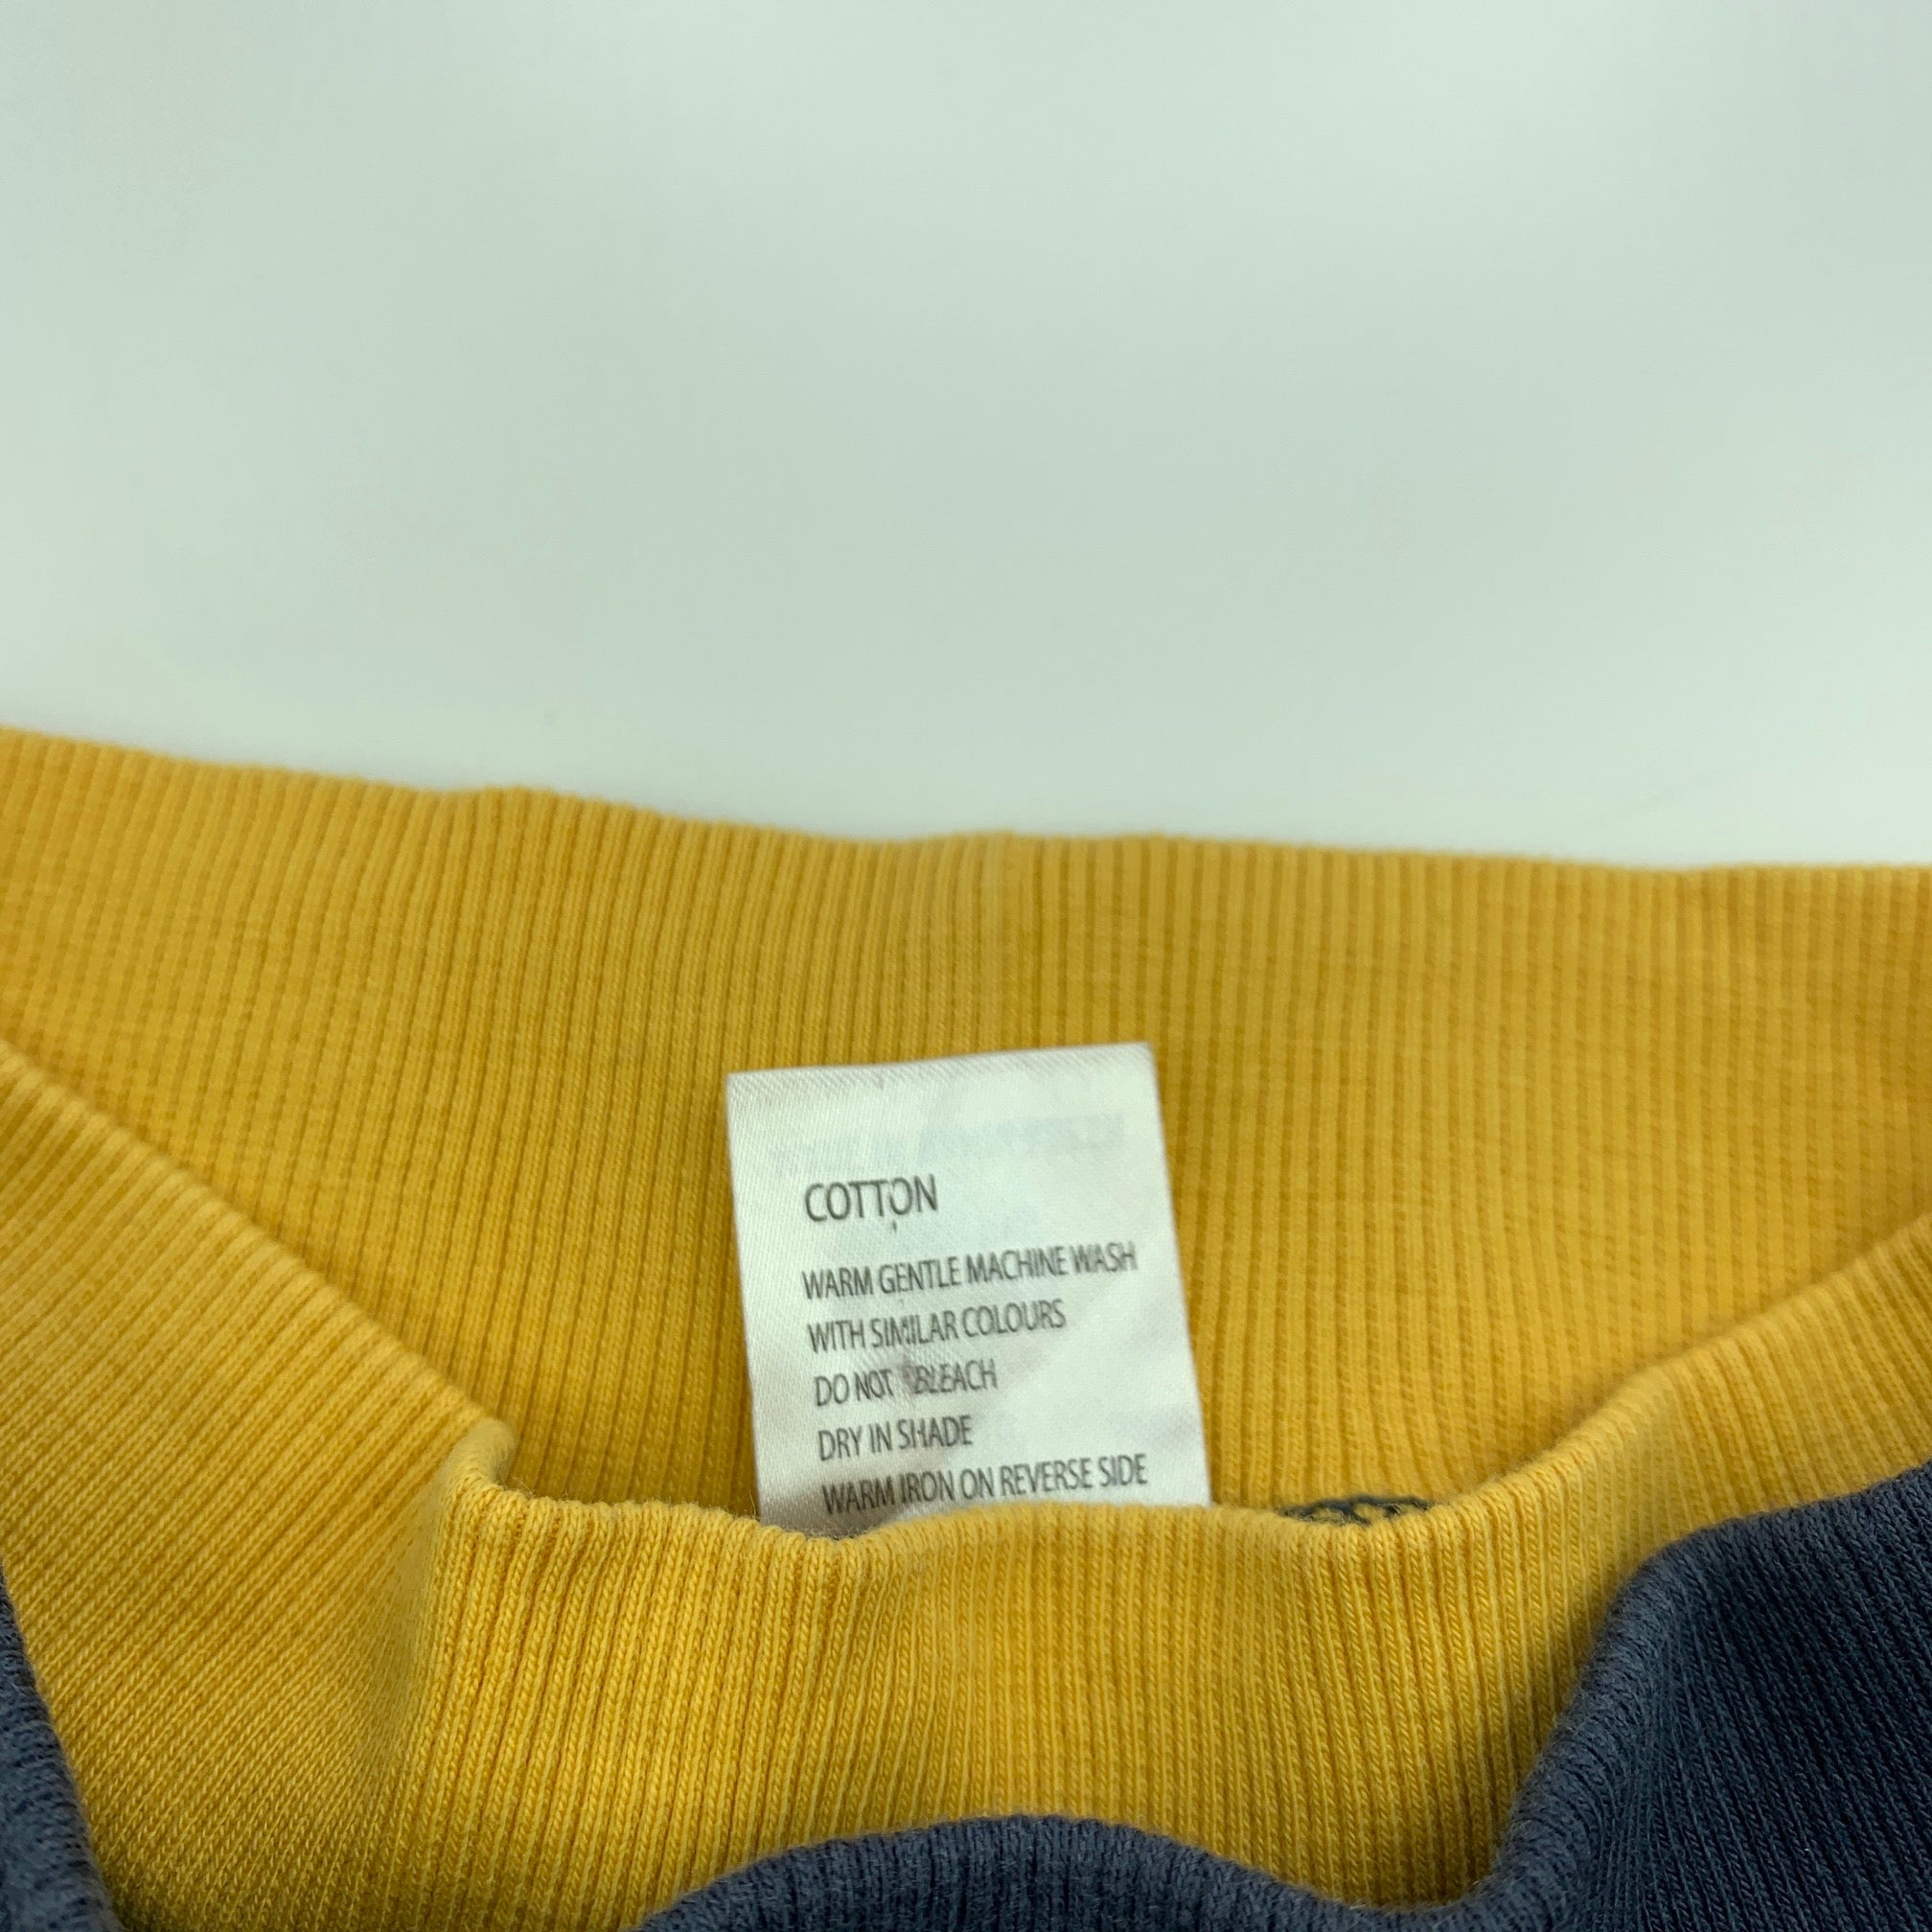 COTTON
WARM GENTLE MACHINE WASH
WITH SIMILAR COLOURS
DO NOT BLEACH
DRY IN SHADE
WARM IRON ON REVERSE SIDE